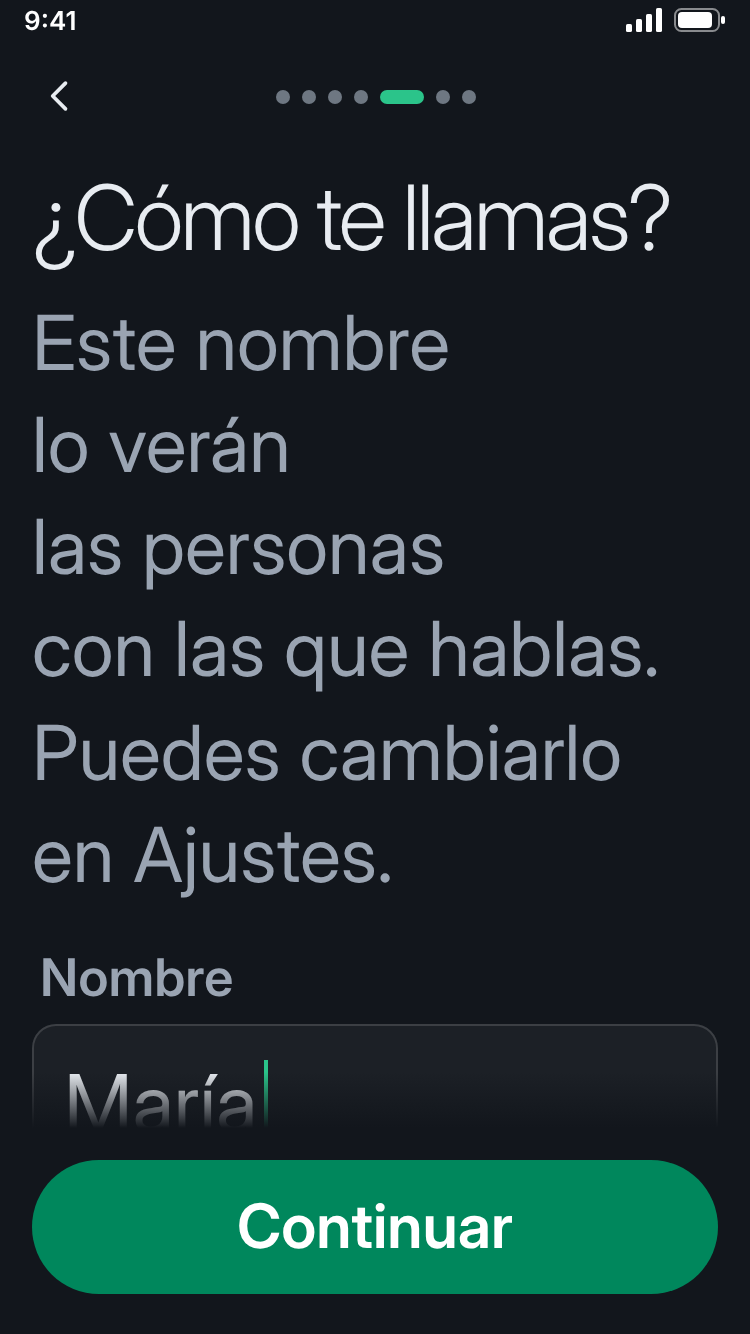 9:41
¿Cómo te llamas?
Este nombre
lo verán
las personas
con las que hablas.
Puedes cambiarlo
en Ajustes.
Nombre
María
Continuar